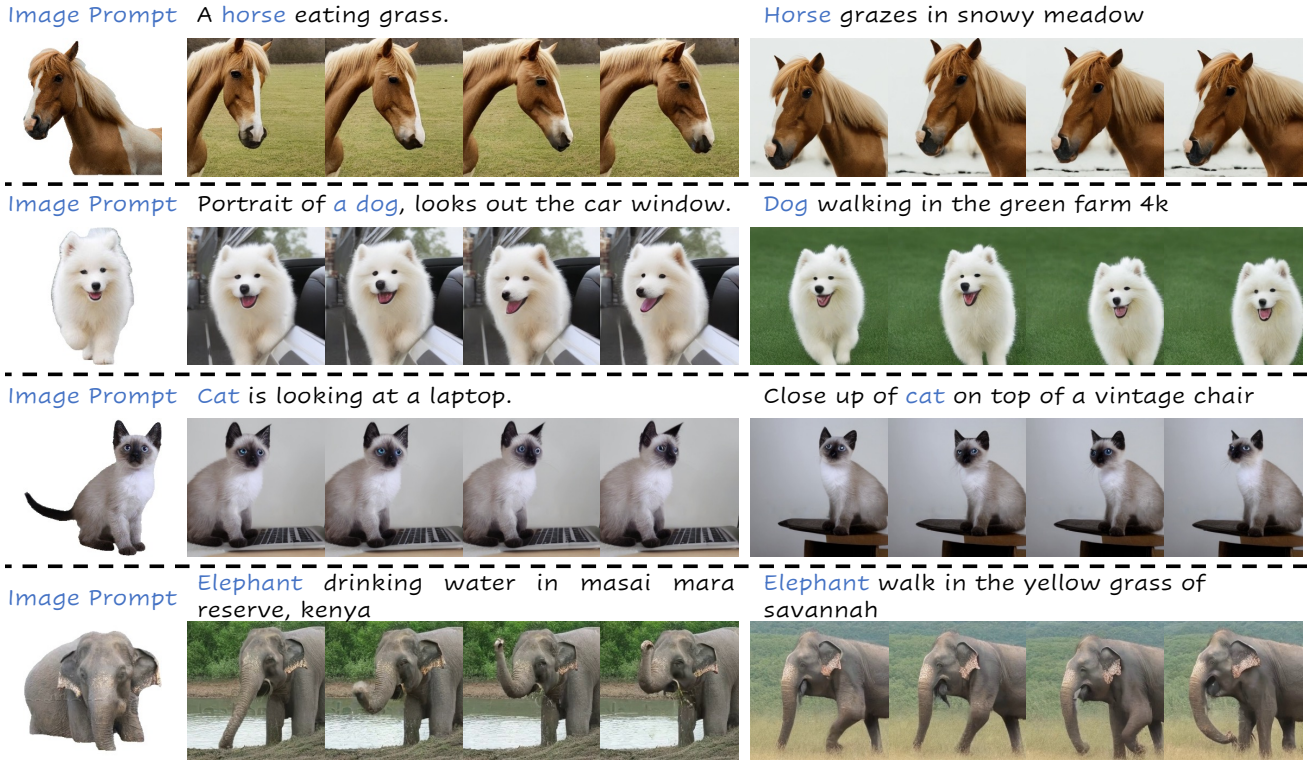 Image Prompt
A horse eating grass.
Horse grazes in snowy meadow
Image Prompt
Portrait of a dog, looks out the car window.
Dog walking in the green farm 4k
Image Prompt
Cat is looking at a laptop.
Close up of cat on top of a vintage chair
Image Prompt
Elephant drinking water in masai mara
reserve, kenya
Elephant walk in the yellow grass of
savannah